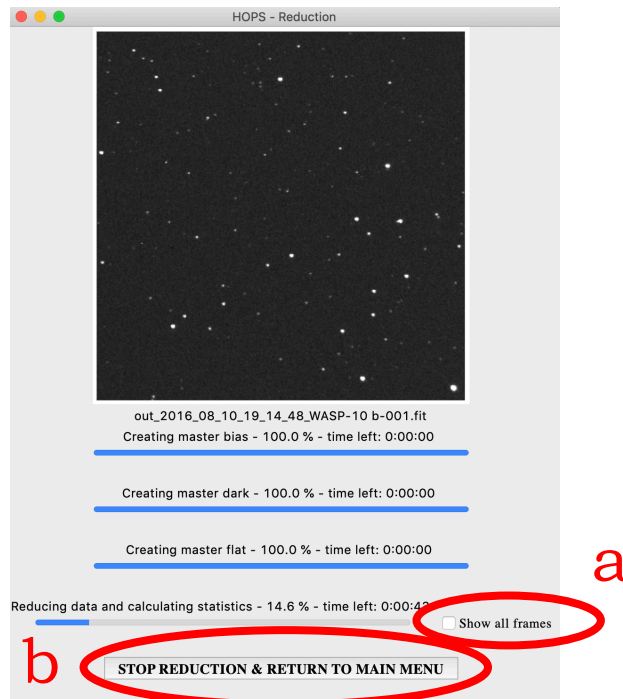 HOPS - Reduction
out_2016_08_10_19_14_48_WASP-10 b-001.fit
Creating master bias - 100.0 % - time left: 0:00:00
Creating master dark - 100.0 % - time left: 0:00:00
Creating master flat - 100.0 % - time left: 0:00:00
a
Reducing data and calculating statistics - 14.6 % - time left:
Show all frames
b
STOP REDUCTION & RETURN TO MAIN MENU